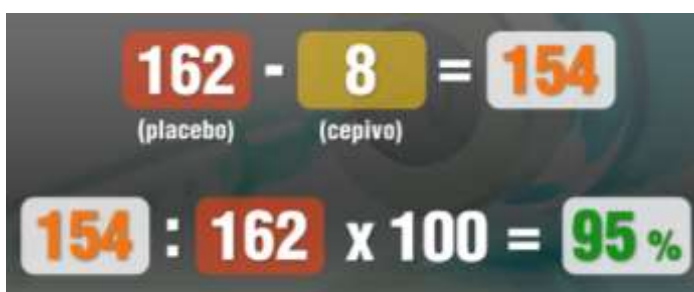 162 - 8 = 154
(placebo) (cepivo)
154 : 162 x 100 = 95 %